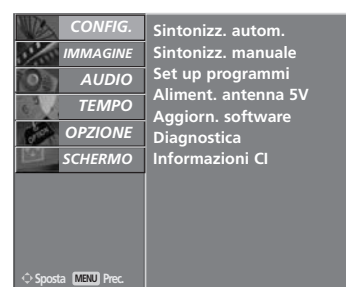 CONFIG.
IMMAGINE
AUDIO
TEMPO
OPZIONE
SCHERMO
Sintonizz. autom.
Sintonizz. manuale
Set up programmi
Aliment. antenna 5V
Aggiorn. software
Diagnostica
Informazioni CI
Sposta MENU Prec.